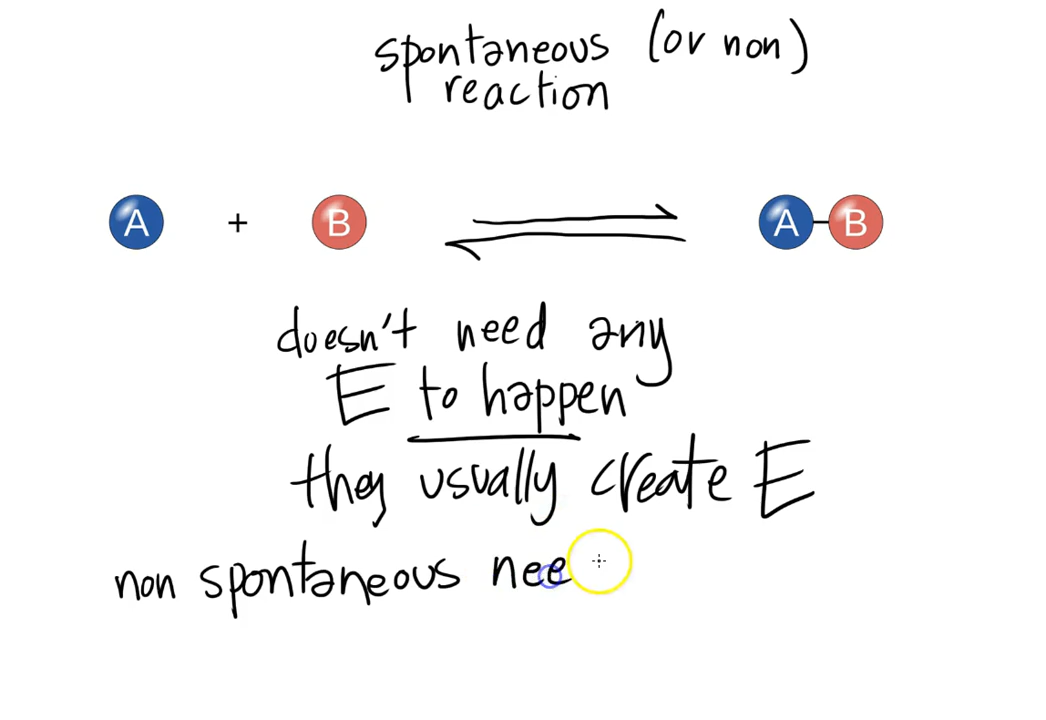 spontaneous (or non)
reaction
A + B A-B
doesn't need any
E to happen
they usually create E
non spontaneous nee